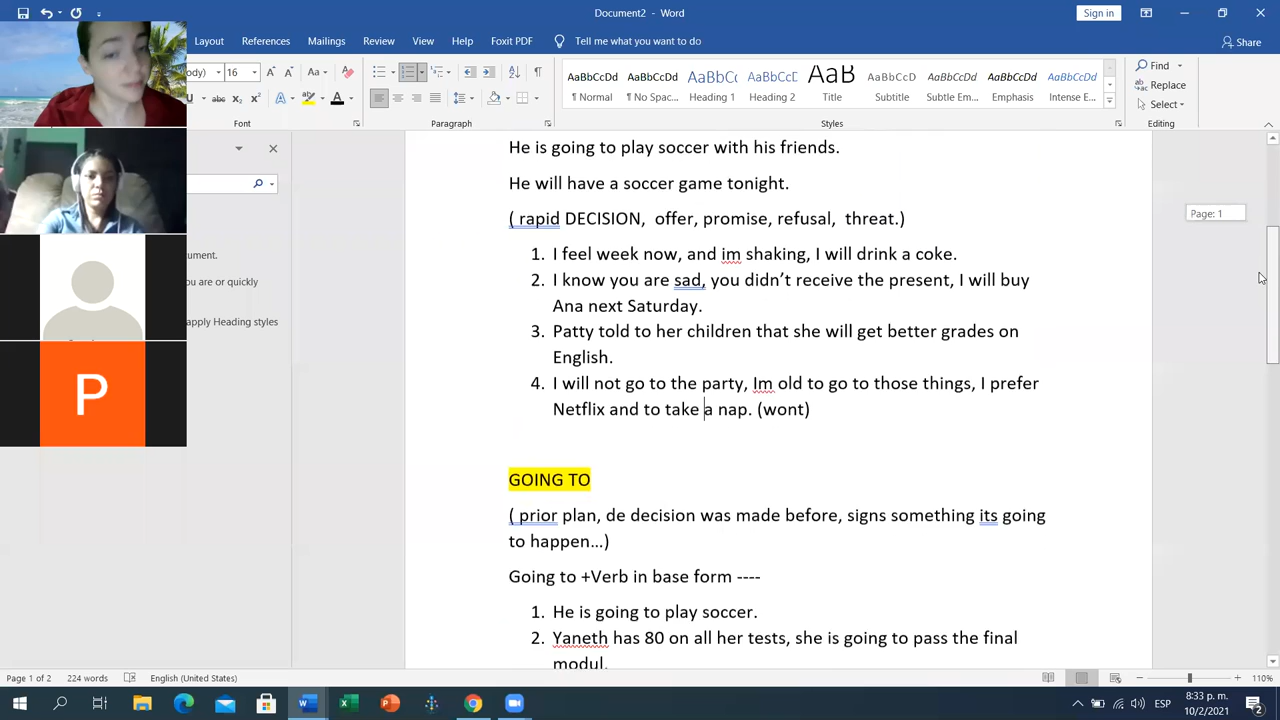 Document2 - Word
Sign in
Layout References Mailings Review View Help Foxit PDF Tell me what you want to do
Share
ody) 16
AaBbCcDd AaBbCcDd AaBbCc AaBbCcD AaB AaBbCcD AaBbCcDd AaBbCcDd AaBbCcDd
¶ Normal ¶ No Spac... Heading 1 Heading 2 Title Subtitle Subtle Em... Emphasis Intense E...
Find
Replace
Select
Font Paragraph Styles Editing
He is going to play soccer with his friends.
He will have a soccer game tonight.
( rapid DECISION, offer, promise, refusal, threat.)
1. I feel week now, and im shaking, I will drink a coke.
2. I know you are sad, you didn't receive the present, I will buy
Ana next Saturday.
3. Patty told to her children that she will get better grades on
English.
4. I will not go to the party, Im old to go to those things, I prefer
Netflix and to take a nap. (wont)
GOING TO
( prior plan, de decision was made before, signs something its going
to happen...)
Going to +Verb in base form ----
1. He is going to play soccer.
2. Yaneth has 80 on all her tests, she is going to pass the final
modul.
Page: 1
ocument.
u are or quickly
apply Heading styles
P
Page 1 of 2 224 words English (United States)
110%
8:33 p. m.
10/2/2021
2